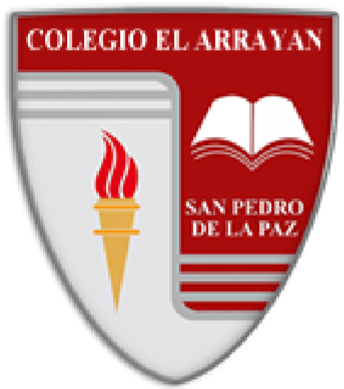 COLEGIO EL ARRAYAN
SAN PEDRO
DE LA PAZ